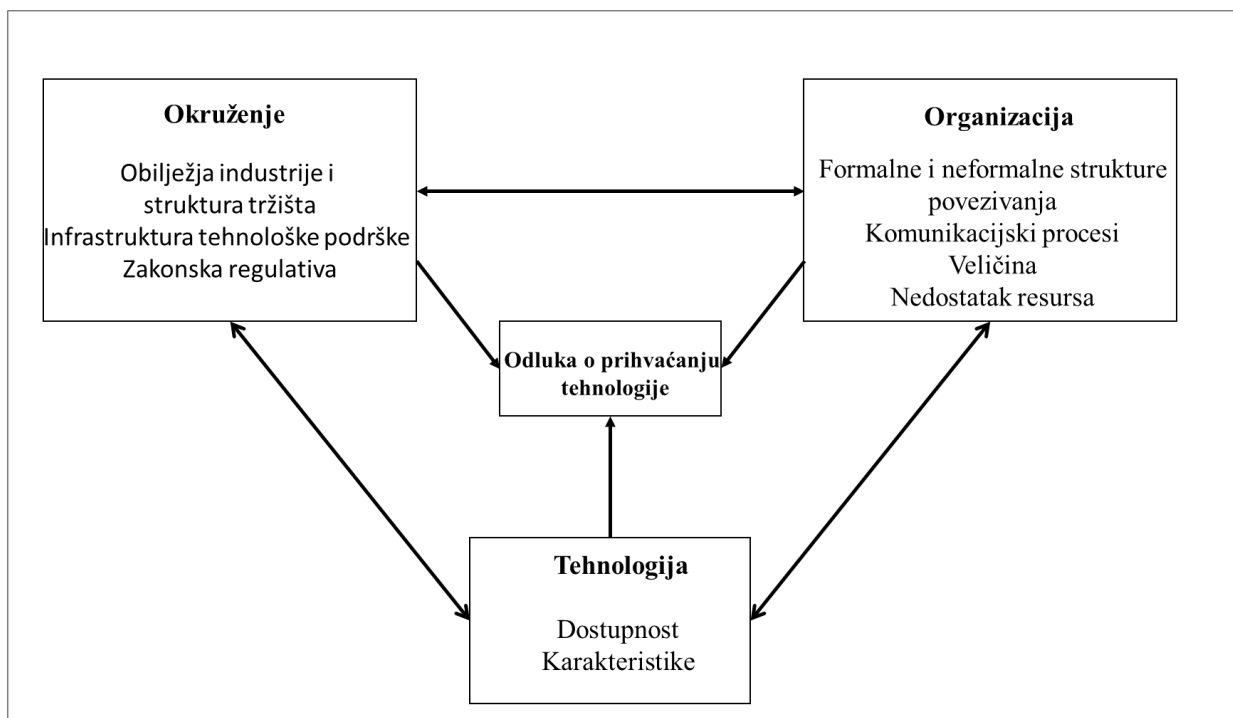 Okruženje
Obilježja industrije i
struktura tržišta
Infrastruktura tehnološke podrške
Zakonska regulativa
Organizacija
Formalne i neformalne strukture
povezivanja
Komunikacijski procesi
Veličina
Nedostatak resursa
Odluka o prihvaćanju
tehnologije
Tehnologija
Dostupnost
Karakteristike